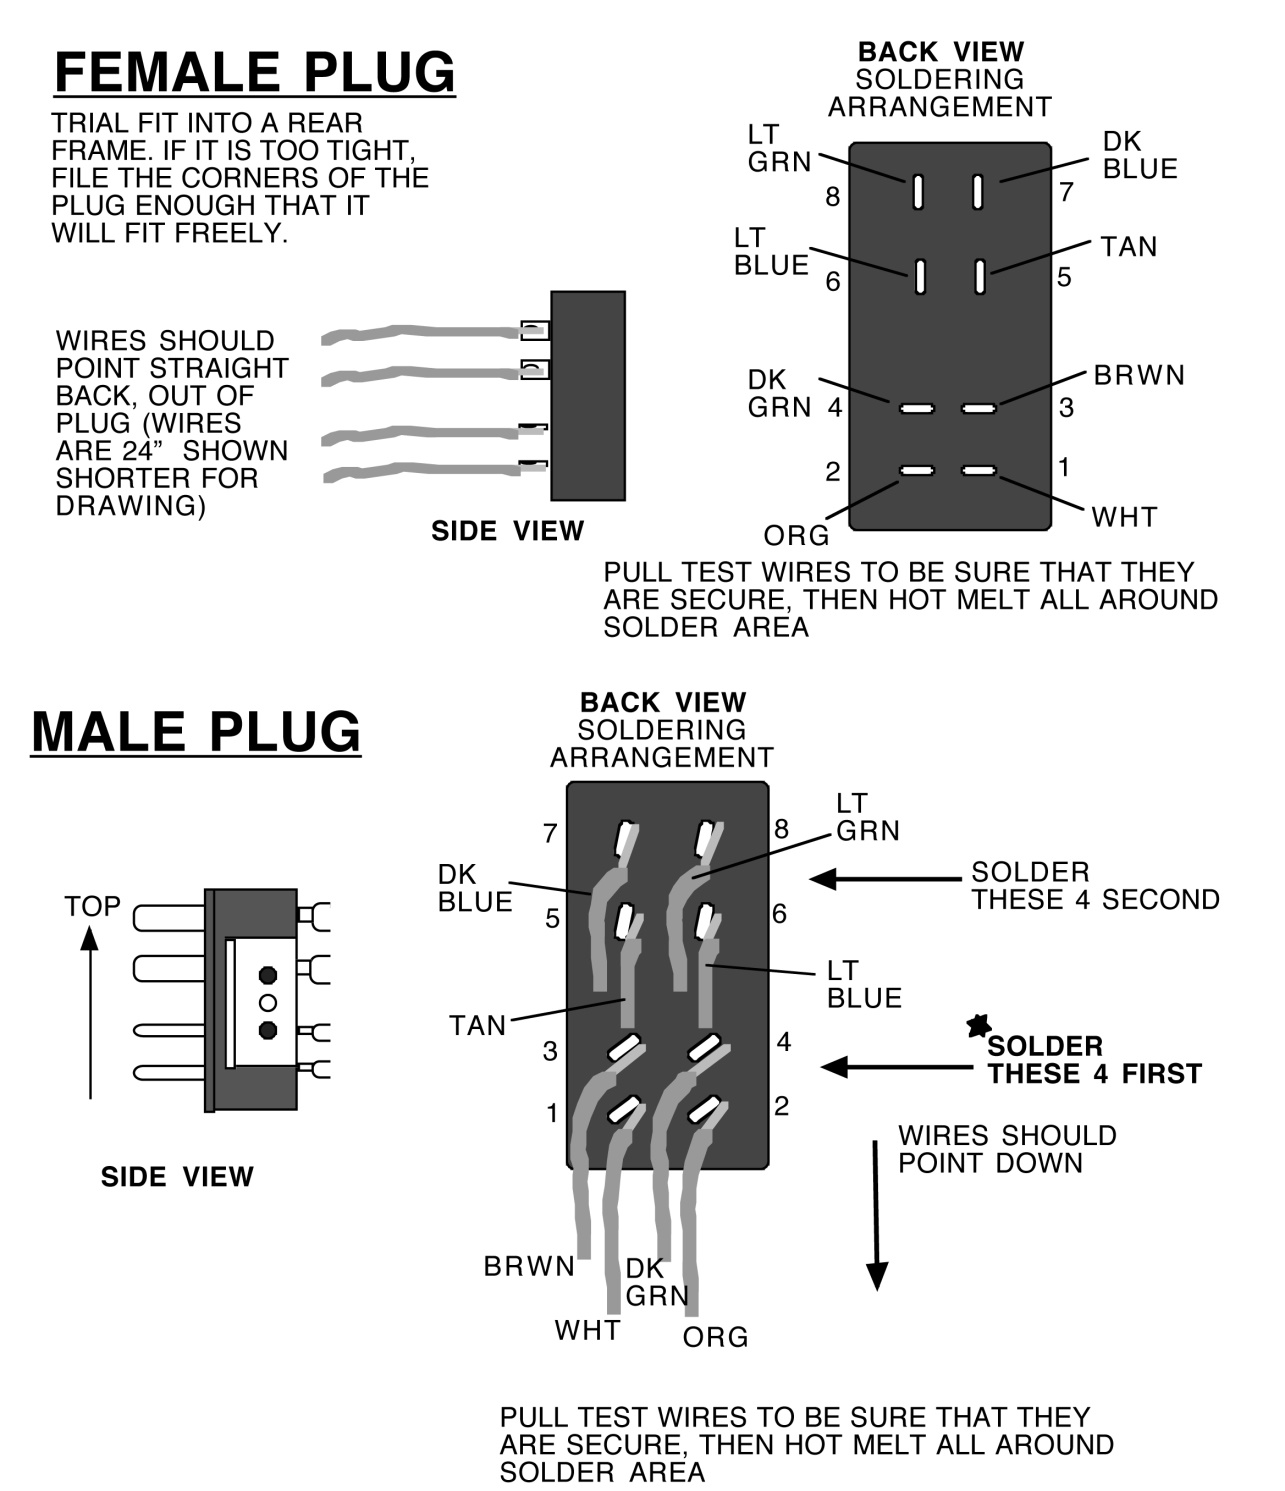 FEMALE PLUG
TRIAL FIT INTO A REAR
FRAME. IF IT IS TOO TIGHT,
FILE THE CORNERS OF THE
PLUG ENOUGH THAT IT
WILL FIT FREELY.
WIRES SHOULD
POINT STRAIGHT
BACK, OUT OF
PLUG (WIRES
ARE 24” SHOWN
SHORTER FOR
DRAWING)
SIDE VIEW
BACK VIEW
SOLDERING
ARRANGEMENT
LT
GRN
8
DK
BLUE
7
LT
BLUE
6
TAN
5
DK
GRN 4
BRWN
3
2
ORG
1
WHT
PULL TEST WIRES TO BE SURE THAT THEY
ARE SECURE, THEN HOT MELT ALL AROUND
SOLDER AREA
MALE PLUG
TOP
SIDE VIEW
BACK VIEW
SOLDERING
ARRANGEMENT
7
8
LT
GRN
DK
BLUE
5
6
SOLDER
THESE 4 SECOND
LT
BLUE
TAN
3
4
SOLDER
THESE 4 FIRST
1
2
WIRES SHOULD
POINT DOWN
BRWN
DK
GRN
WHT
ORG
PULL TEST WIRES TO BE SURE THAT THEY
ARE SECURE, THEN HOT MELT ALL AROUND
SOLDER AREA